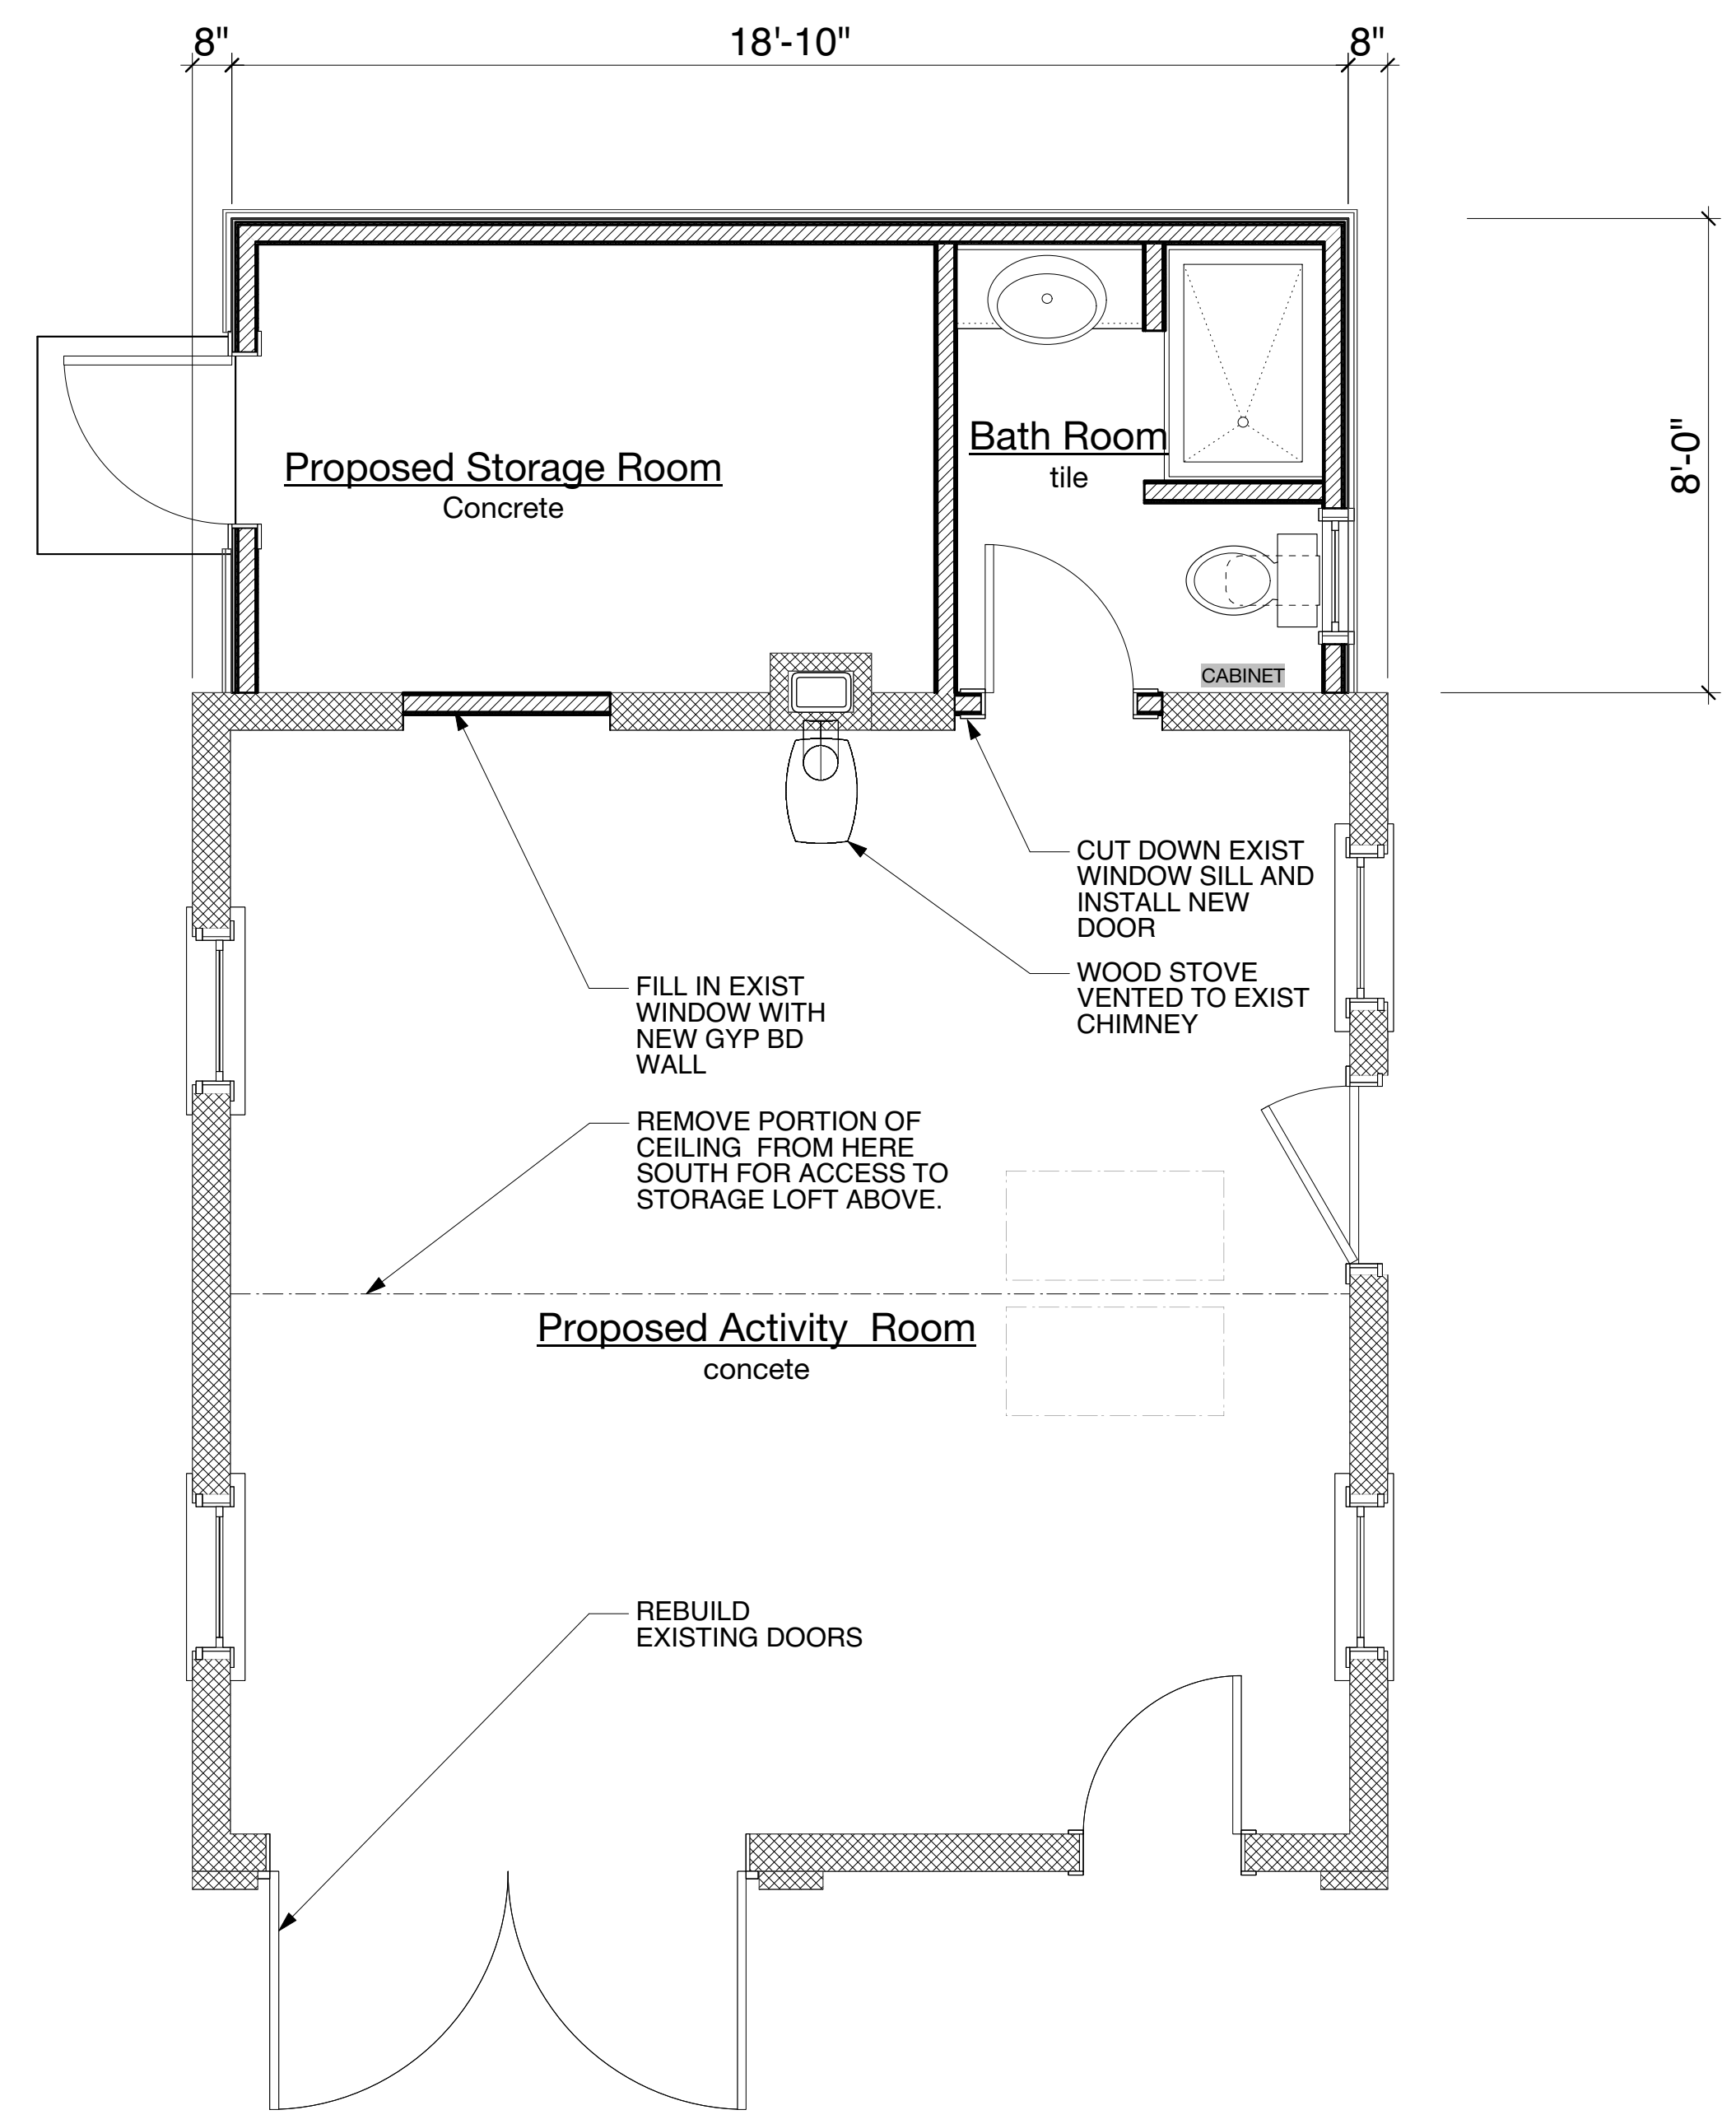 8"
18'-10"
8"
8'-0"
Proposed Storage Room
Concrete
Bath Room
tile
CABINET
CUT DOWN EXIST
WINDOW SILL AND
INSTALL NEW
DOOR
WOOD STOVE
VENTED TO EXIST
CHIMNEY
FILL IN EXIST
WINDOW WITH
NEW GYP BD
WALL
REMOVE PORTION OF
CEILING  FROM HERE
SOUTH FOR ACCESS TO
STORAGE LOFT ABOVE.
Proposed Activity  Room
concete
REBUILD
EXISTING DOORS